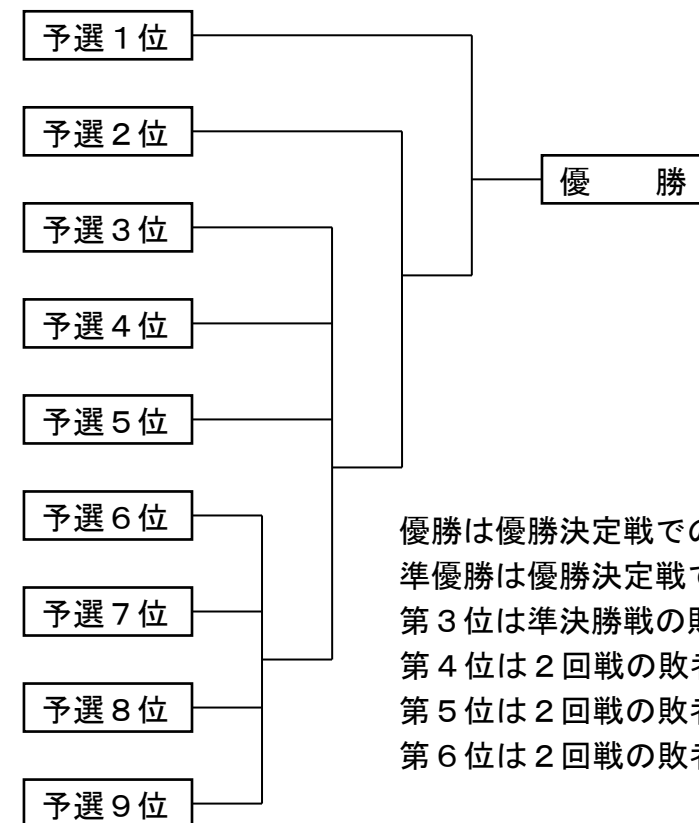 予選１位
予選２位
優　　勝
予選３位
予選４位
予選５位
予選６位
優勝は優勝決定戦での
準優勝は優勝決定戦で
予選７位
第３位は準決勝戦の敗
第４位は２回戦の敗者
予選８位
第５位は２回戦の敗者
第６位は２回戦の敗者
予選９位